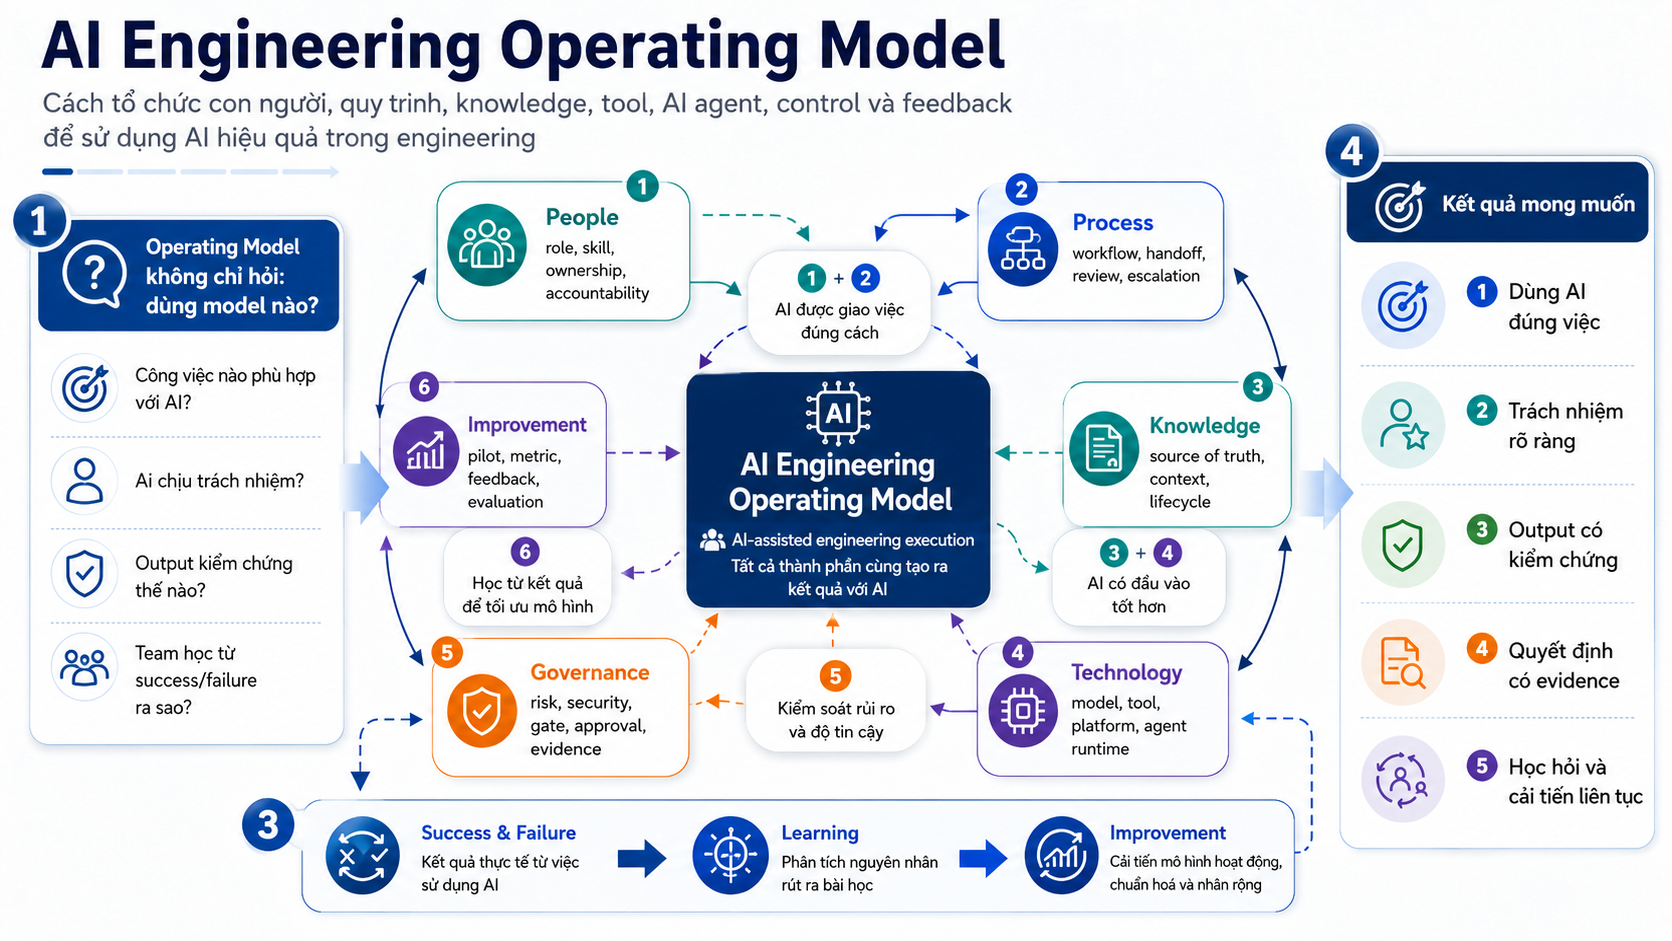 AI Engineering Operating Model
Cách tổ chức con người, quy trình, knowledge, tool, AI agent, control và feedback
để sử dụng AI hiệu quả trong engineering
1
Operating Model
không chỉ hỏi:
dùng model nào?
?
Công việc nào phù hợp
với AI?
Ai chịu trách nhiệm?
Output kiểm chứng
thế nào?
Team học từ
success/failure
ra sao?
1
People
role, skill,
ownership,
accountability
2
Process
workflow, handoff,
review, escalation
1 + 2
AI được giao việc
đúng cách
6
Improvement
pilot, metric,
feedback,
evaluation
AI
AI Engineering
Operating Model
AI-assisted engineering execution
Tất cả thành phần cùng tạo ra
kết quả với AI
3
Knowledge
source of truth,
context,
lifecycle
6
Học từ kết quả
để tối ưu mô hình
3 + 4
AI có đầu vào
tốt hơn
5
Governance
risk, security,
gate, approval,
evidence
5
Kiểm soát rủi ro
và độ tin cậy
4
Technology
model, tool,
platform, agent
runtime
3
Success & Failure
Kết quả thực tế từ việc
sử dụng AI
Learning
Phân tích nguyên nhân
rút ra bài học
Improvement
Cải tiến mô hình hoạt động,
chuẩn hoá và nhân rộng
4
Kết quả mong muốn
1 Dùng AI
đúng việc
2 Trách nhiệm
rõ ràng
3 Output có
kiểm chứng
4 Quyết định
có evidence
5 Học hỏi và
cải tiến liên tục